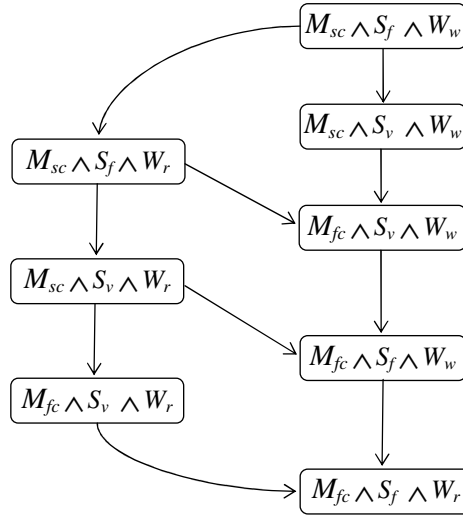 M_sc ∧ S_f ∧ W_w
M_sc ∧ S_v ∧ W_w
M_sc ∧ S_f ∧ W_r
M_fc ∧ S_v ∧ W_w
M_sc ∧ S_v ∧ W_r
M_fc ∧ S_f ∧ W_w
M_fc ∧ S_v ∧ W_r
M_fc ∧ S_f ∧ W_r